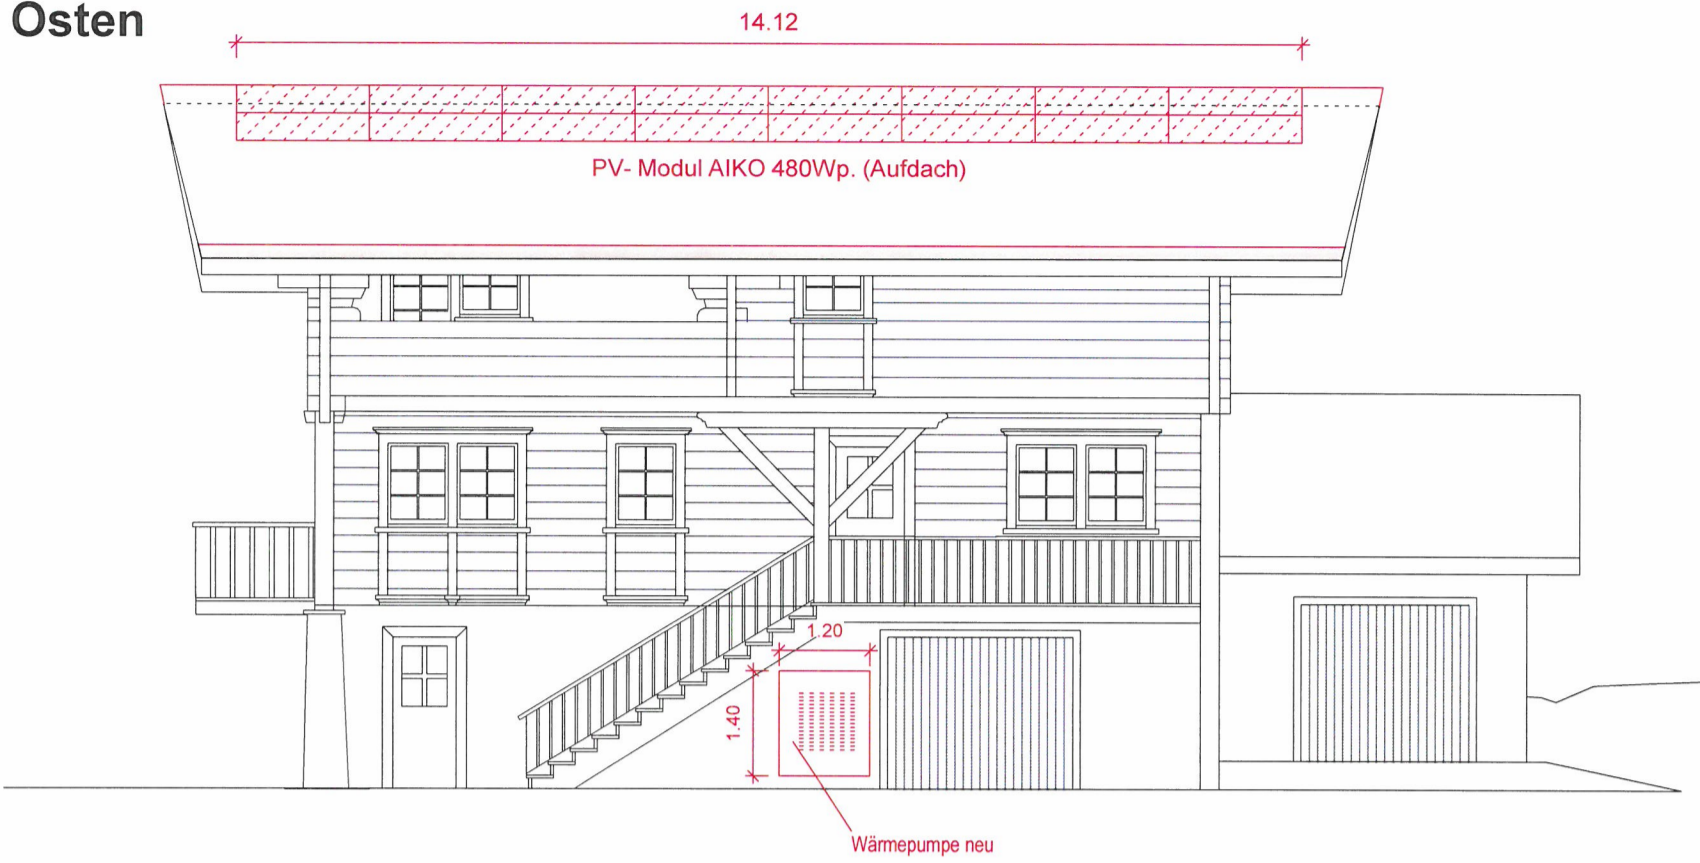 Osten
14.12
PV- Modul AIKO 480Wp. (Aufdach)
1.20
1.40
Wärmepumpe neu